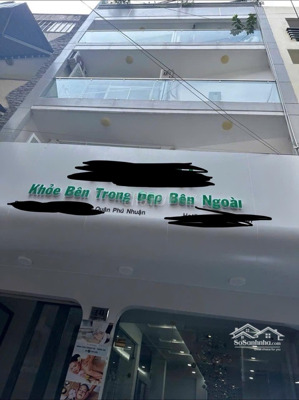 Khỏe Bên Trong Đẹp Bên Ngoài
Quận Phú Nhuận
SoSanhnha.com